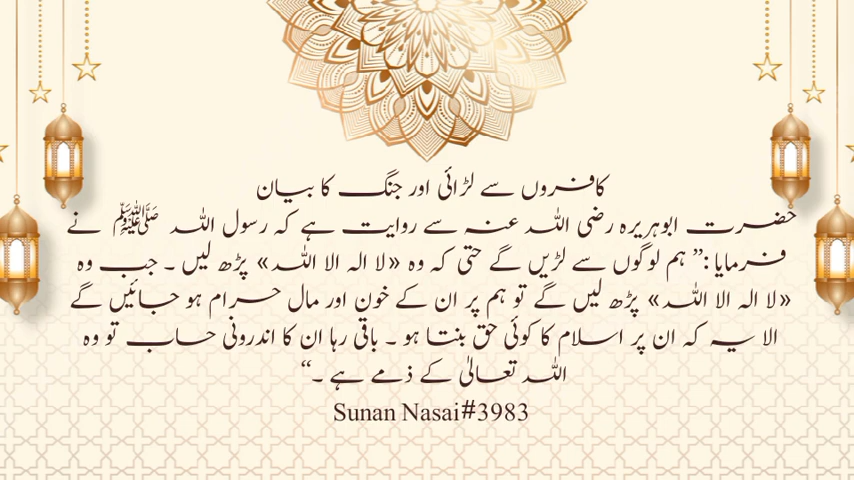 کافروں سے لڑائی اور جنگ کا بیان
حضرت ابوہریرہ رضی اللہ عنہ سے روایت ہے کہ رسول اللہ ﷺ نے
فرمایا :” ہم لوگوں سے لڑیں گے حتی کہ وہ «لا الہ الا اللہ» پڑھ لیں ۔ جب وہ
«لا الہ الا اللہ» پڑھ لیں گے تو ہم پر ان کے خون اور مال حرام ہو جائیں گے
الا یہ کہ ان پر اسلام کا کوئی حق بنتا ہو ۔ باقی رہا ان کا اندرونی حساب تو وہ
اللہ تعالیٰ کے ذمے ہے ۔“
Sunan Nasai#3983